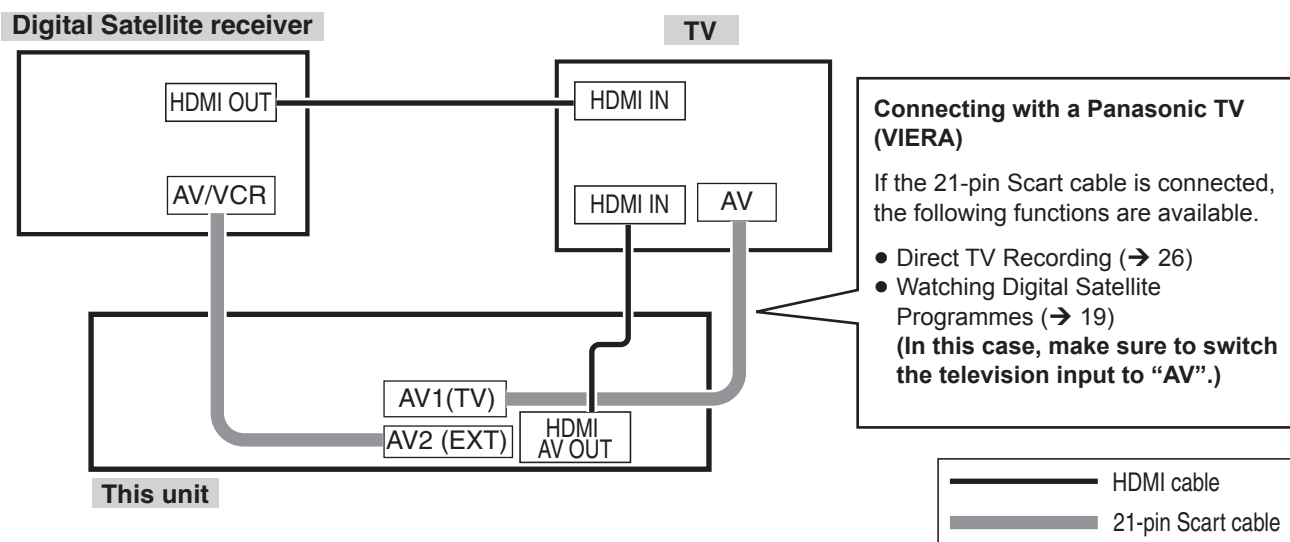 Digital Satellite receiver
TV
HDMI OUT
HDMI IN
AV/VCR
HDMI IN
AV
Connecting with a Panasonic TV
(VIERA)
If the 21-pin Scart cable is connected,
the following functions are available.
● Direct TV Recording (➔ 26)
● Watching Digital Satellite
Programmes (➔ 19)
(In this case, make sure to switch
the television input to “AV”.)
AV1(TV)
AV2 (EXT)
HDMI
AV OUT
This unit
HDMI cable
21-pin Scart cable